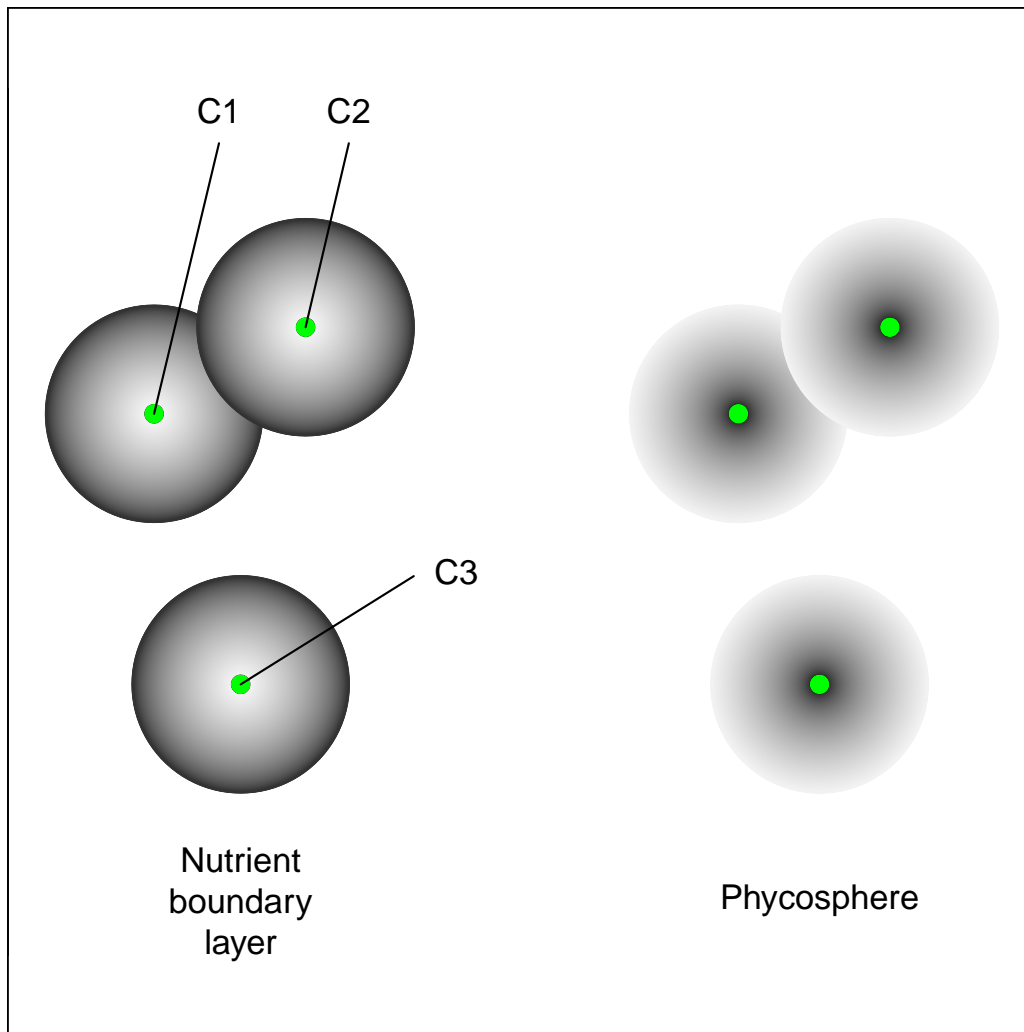 C1
C2
C3
Nutrient
boundary
layer
Phycosphere